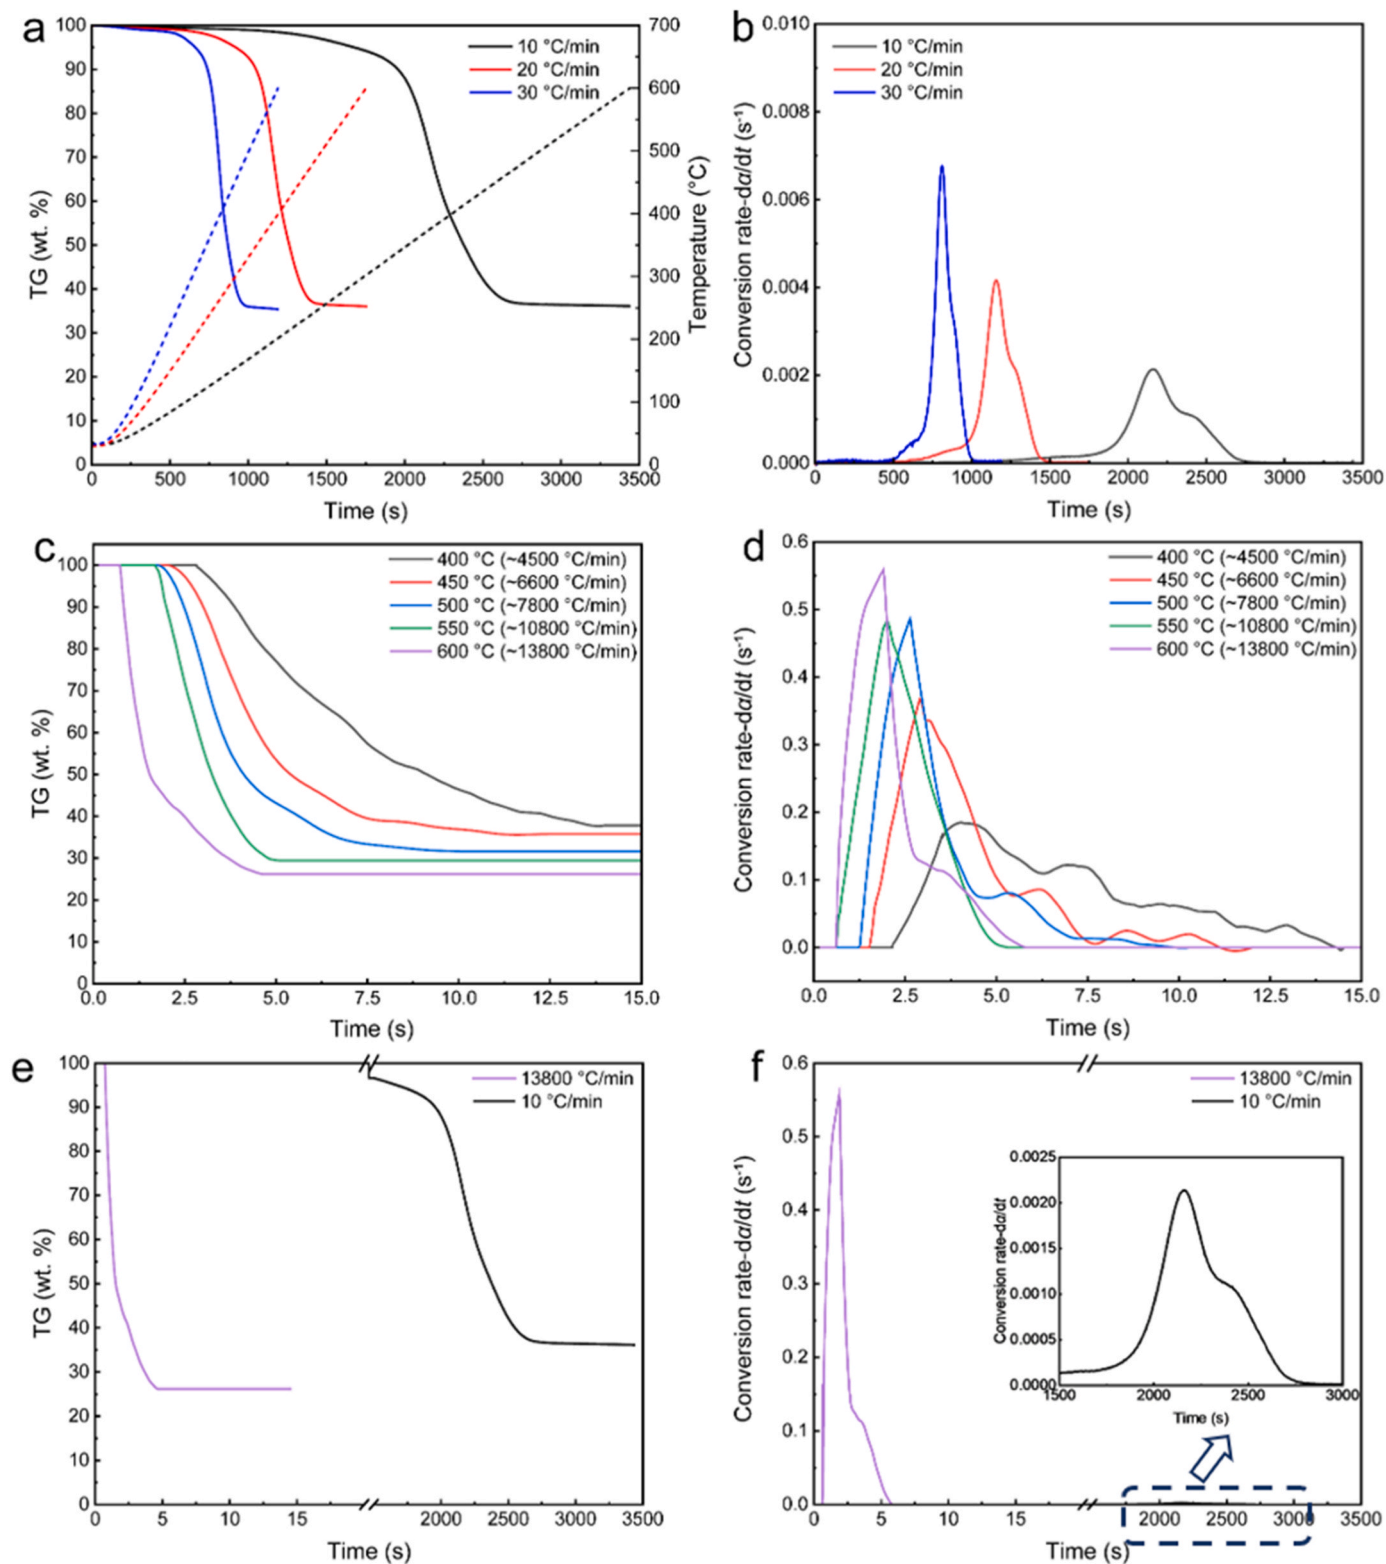 a
100
90
80
70
60
50
40
30
20
10
0
TG (wt. %)
10 °C/min
20 °C/min
30 °C/min
700
600
500
400
300
200
100
0
Temperature (°C)
0 500 1000 1500 2000 2500 3000 3500
Time (s)
b
0.010
0.008
0.006
0.004
0.002
0.000
Conversion rate-dα/dt (s⁻¹)
10 °C/min
20 °C/min
30 °C/min
0 500 1000 1500 2000 2500 3000 3500
Time (s)
c
100
90
80
70
60
50
40
30
20
10
0
TG (wt. %)
400 °C (~4500 °C/min)
450 °C (~6600 °C/min)
500 °C (~7800 °C/min)
550 °C (~10800 °C/min)
600 °C (~13800 °C/min)
0.0 2.5 5.0 7.5 10.0 12.5 15.0
Time (s)
d
0.6
0.5
0.4
0.3
0.2
0.1
0.0
Conversion rate-dα/dt (s⁻¹)
400 °C (~4500 °C/min)
450 °C (~6600 °C/min)
500 °C (~7800 °C/min)
550 °C (~10800 °C/min)
600 °C (~13800 °C/min)
0.0 2.5 5.0 7.5 10.0 12.5 15.0
Time (s)
e
100
90
80
70
60
50
40
30
20
10
0
TG (wt. %)
13800 °C/min
10 °C/min
0 5 10 15 2000 2500 3000 3500
Time (s)
f
0.6
0.5
0.4
0.3
0.2
0.1
0.0
Conversion rate-dα/dt (s⁻¹)
13800 °C/min
10 °C/min
0.0025
0.0020
0.0015
0.0010
0.0005
0.0000
Conversion rate-dα/dt
1500 2000 2500 3000
Time (s)
0 5 10 15 2000 2500 3000 3500
Time (s)